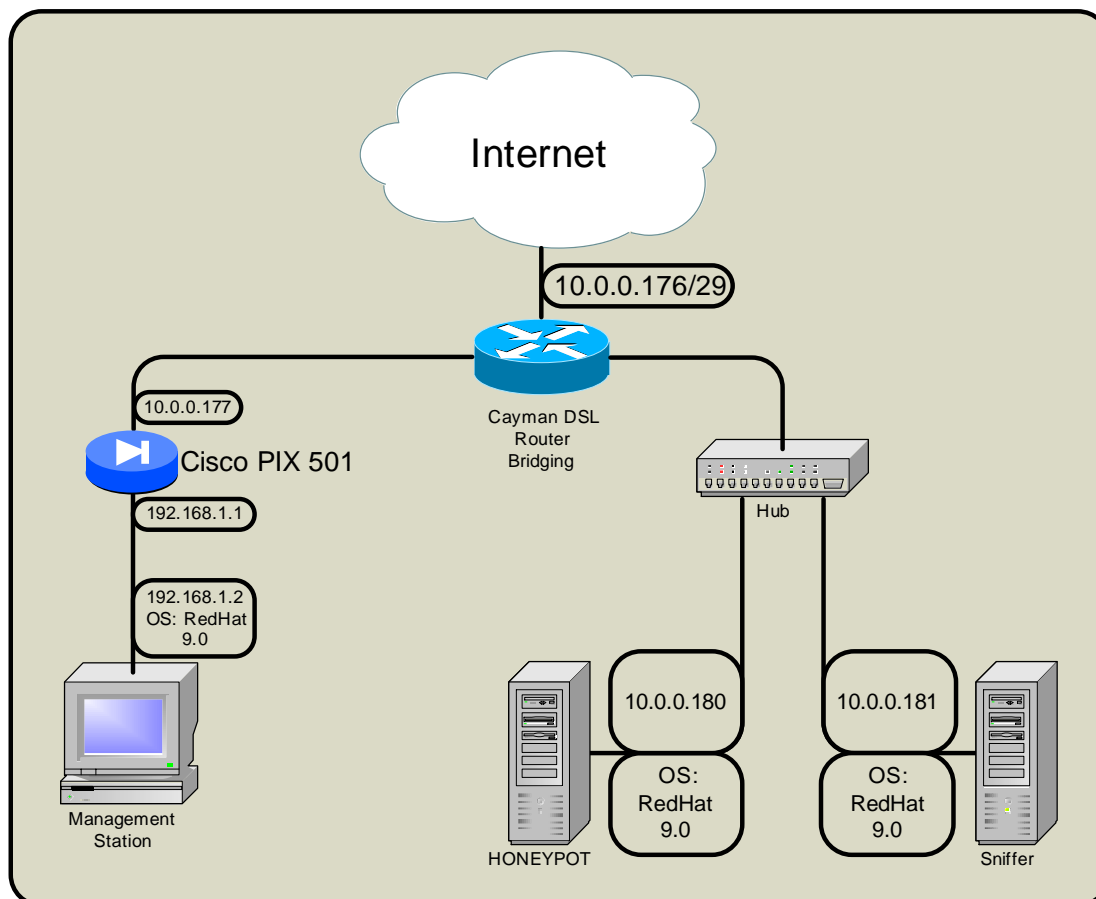 Internet
10.0.0.176/29
Cayman DSL
Router
Bridging
10.0.0.177
Cisco PIX 501
192.168.1.1
192.168.1.2
OS: RedHat
9.0
Management
Station
Hub
10.0.0.180
OS:
RedHat
9.0
HONEYPOT
10.0.0.181
OS:
RedHat
9.0
Sniffer